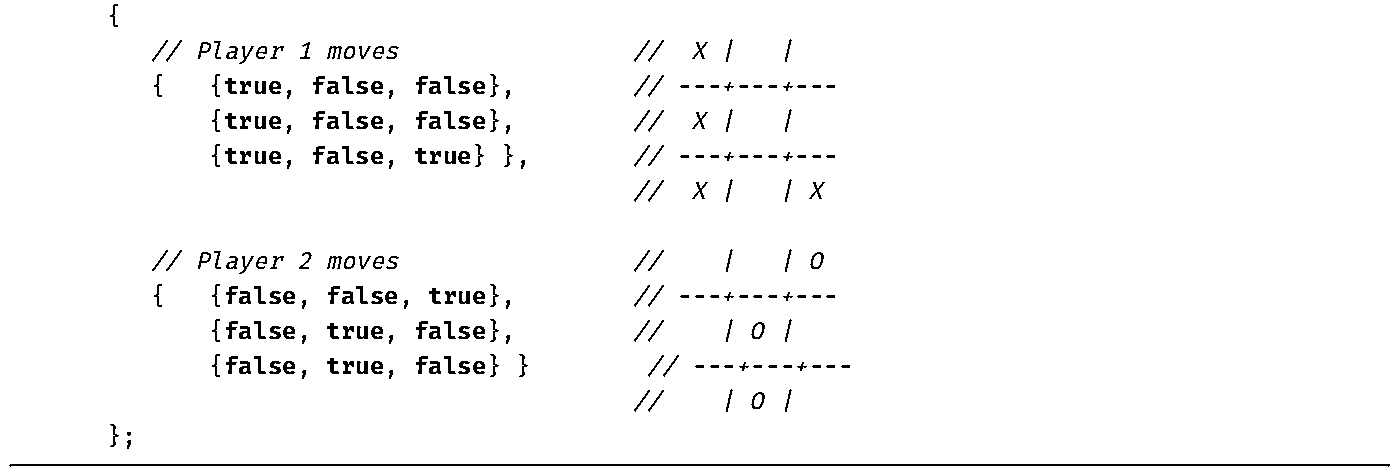 {
   // Player 1 moves                //  X |   |
   {   {true, false, false},        // ---+---+---
       {true, false, false},        //  X |   |
       {true, false, true} },       // ---+---+---
                                    //  X |   | X

   // Player 2 moves                //    |   | O
   {   {false, false, true},        // ---+---+---
       {false, true, false},        //    | O |
       {false, true, false} }        // ---+---+---
                                    //    | O |
};